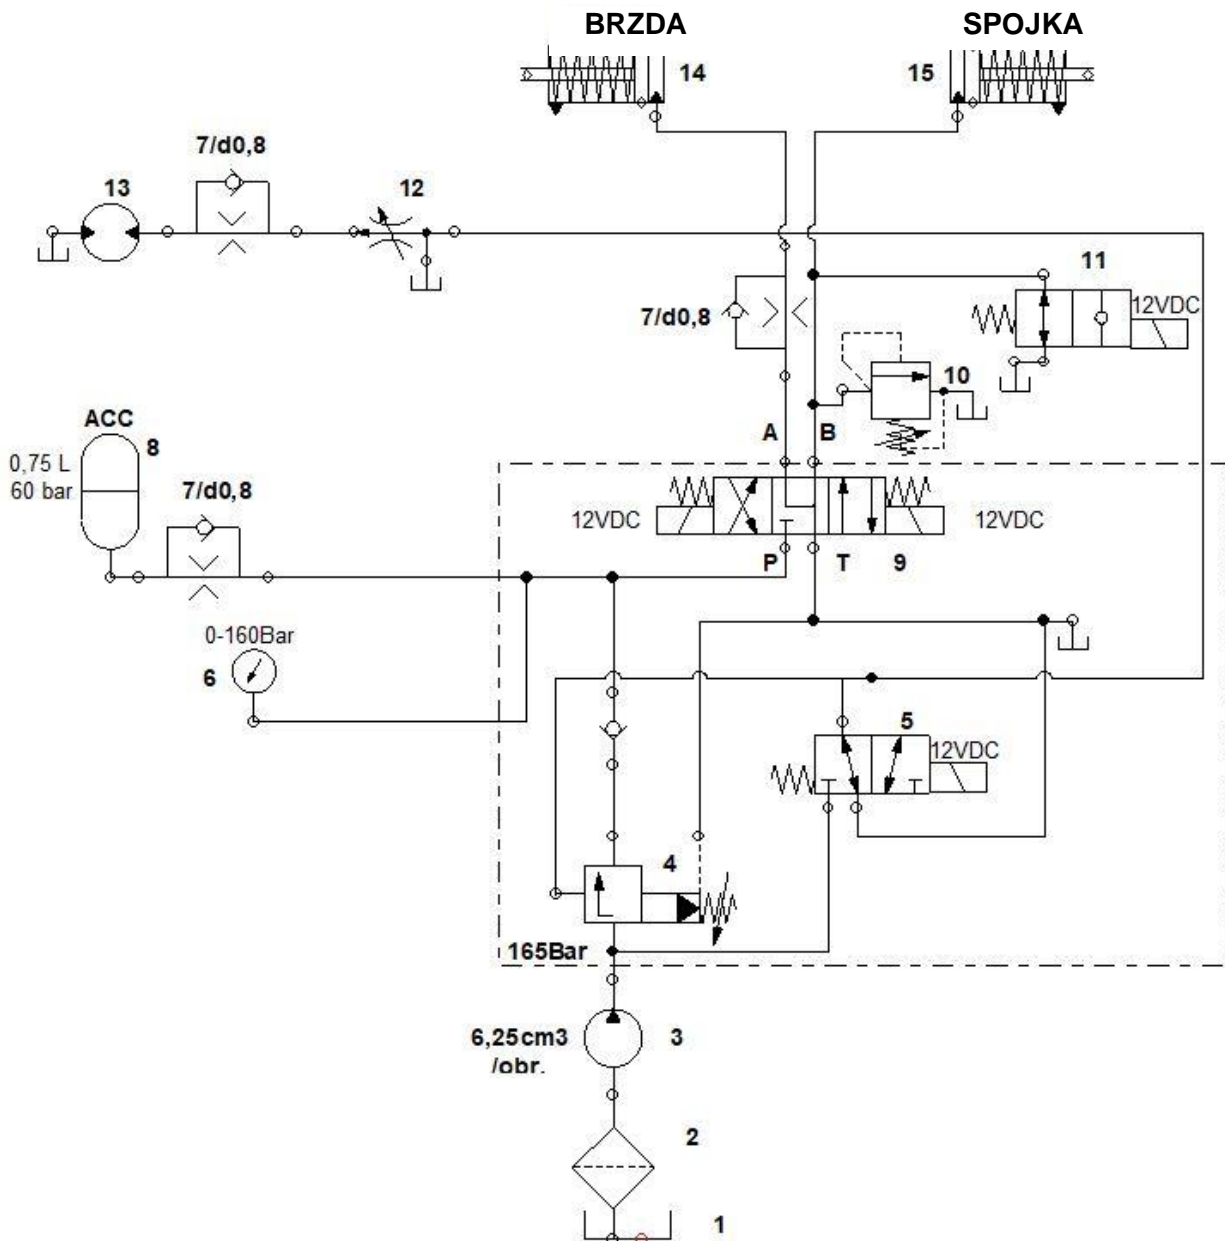 BRZDA
SPOJKA
14
15
7/d0,8
13
12
11
12VDC
7/d0,8
10
ACC
8
0,75 L
60 bar
7/d0,8
A
B
12VDC
12VDC
P
T
9
0-160Bar
6
5
12VDC
4
165Bar
6,25cm3
/obr.
3
2
1